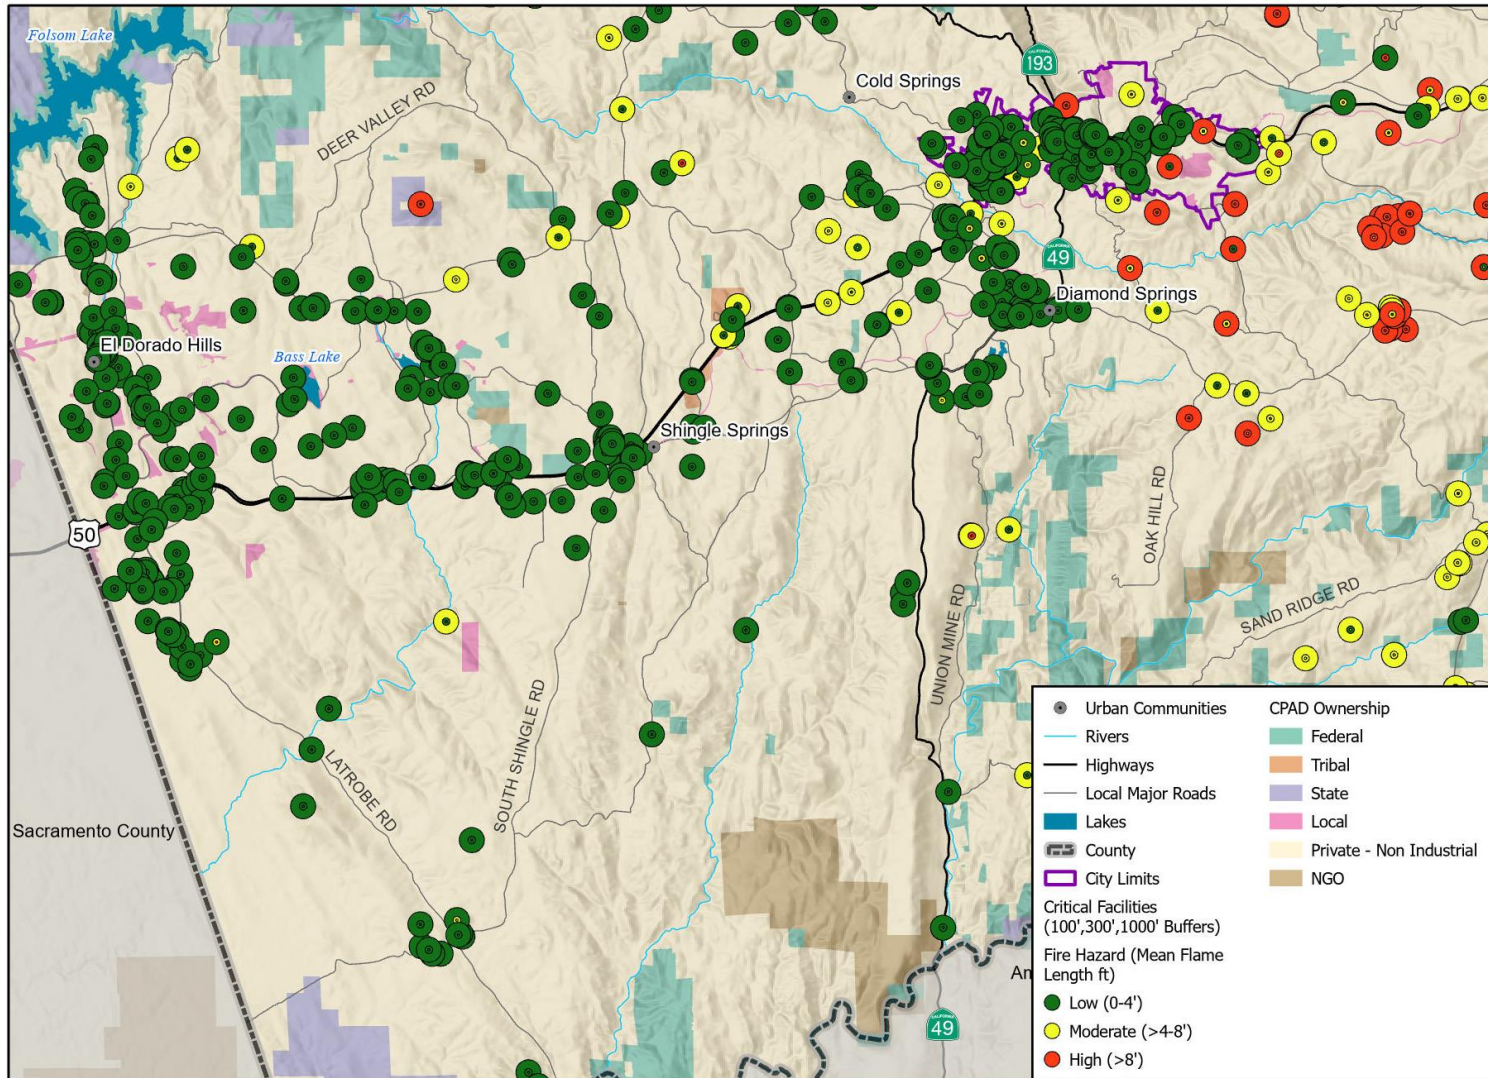 Folsom Lake
CALIFORNIA
193
Cold Springs
DEER VALLEY RD
CALIFORNIA
49
Diamond Springs
El Dorado Hills
Bass Lake
Shingle Springs
50
OAK HILL RD
SAND RIDGE RD
UNION MINE RD
SOUTH SHINGLE RD
LATROBE RD
Sacramento County
Am
CALIFORNIA
49
Urban Communities
Rivers
Highways
Local Major Roads
Lakes
County
City Limits
Critical Facilities
(100',300',1000' Buffers)
Fire Hazard (Mean Flame
Length ft)
Low (0-4')
Moderate (>4-8')
High (>8')
CPAD Ownership
Federal
Tribal
State
Local
Private - Non Industrial
NGO